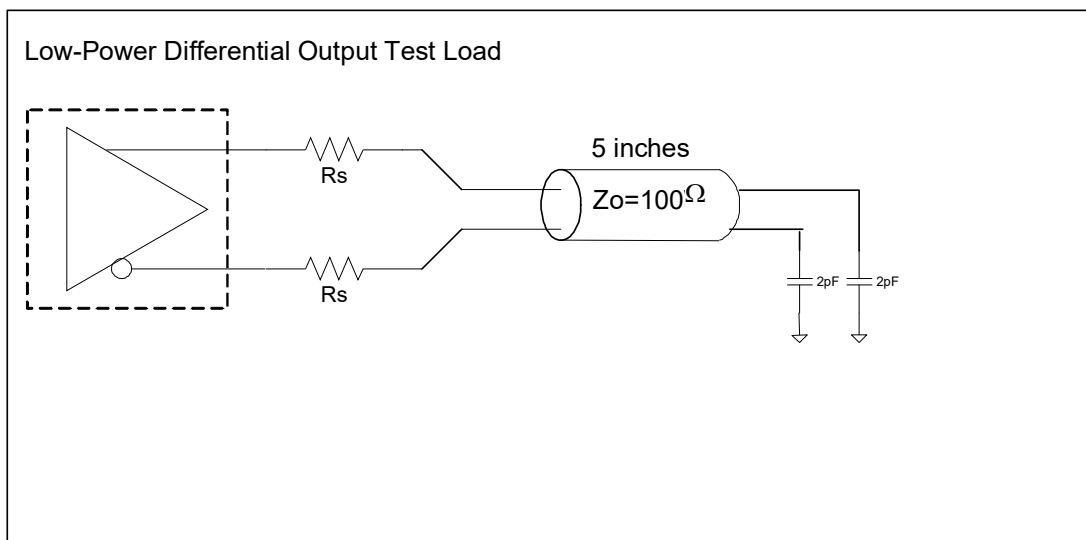 Low-Power Differential Output Test Load
Rs
5 inches
Zo=100Ω
Rs
2pF 2pF